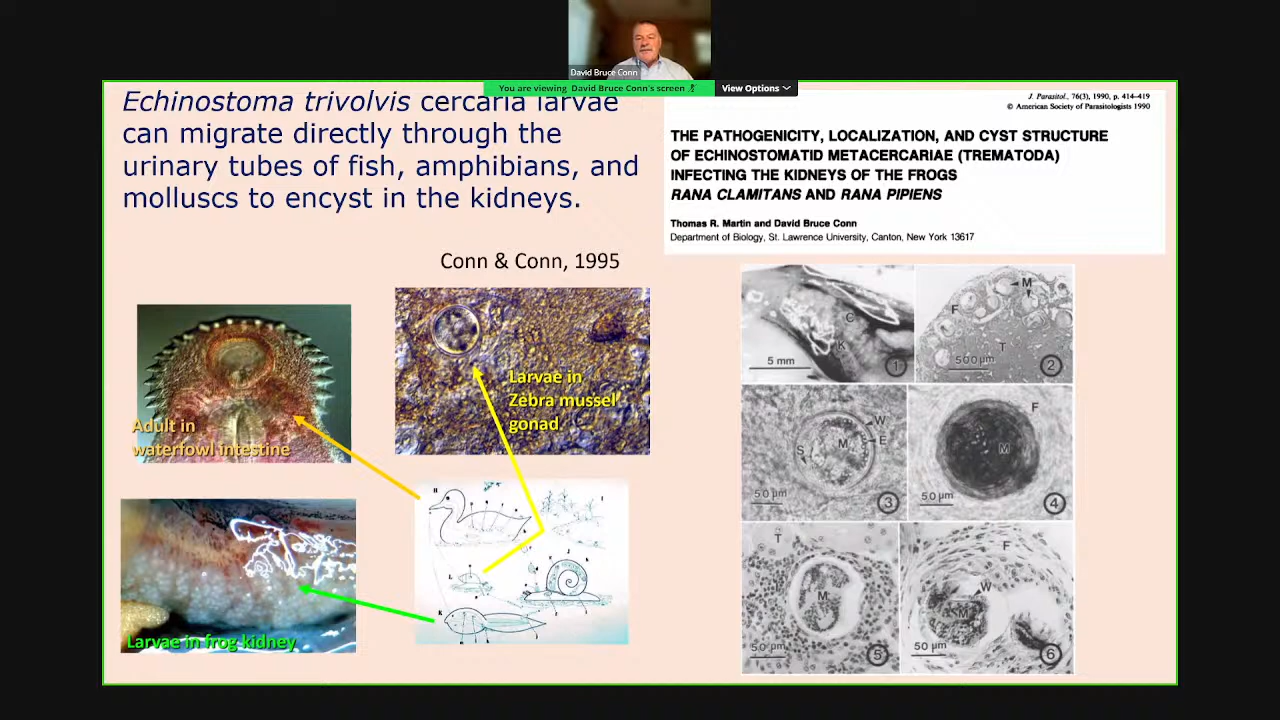 David Bruce Conn
You are viewing David Bruce Conn's screen
View Options
Echinostoma trivolvis cercaria larvae
can migrate directly through the
urinary tubes of fish, amphibians, and
molluscs to encyst in the kidneys.
J. Parasitol., 76(3), 1990, p. 414–419
© American Society of Parasitologists 1990
THE PATHOGENICITY, LOCALIZATION, AND CYST STRUCTURE
OF ECHINOSTOMATID METACERCARIAE (TREMATODA)
INFECTING THE KIDNEYS OF THE FROGS
RANA CLAMITANS AND RANA PIPIENS
Thomas R. Martin and David Bruce Conn
Department of Biology, St. Lawrence University, Canton, New York 13617
Conn & Conn, 1995
Adult in
waterfowl intestine
Larvae in
Zebra mussel
gonad
Larvae in frog kidney
H
I
L
K
G
K
5 mm
1
M
F
T
500 µm
2
W
M
E
S
50 µm
3
F
M
50 µm
4
T
M
50 µm
5
F
W
M
50 µm
6